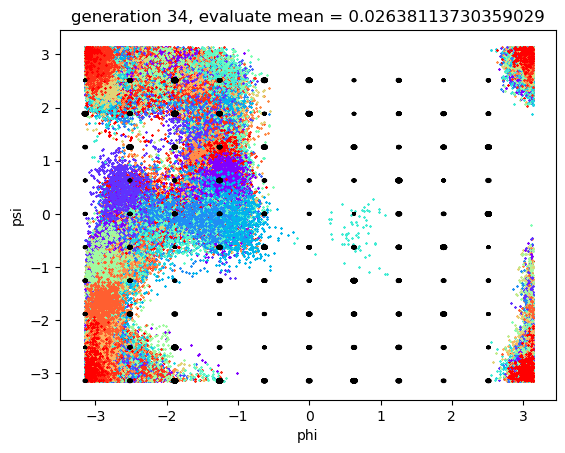 generation 34, evaluate mean = 0.02638113730359029
3
2
1
0
−1
−2
−3
psi
−3 −2 −1 0 1 2 3
phi